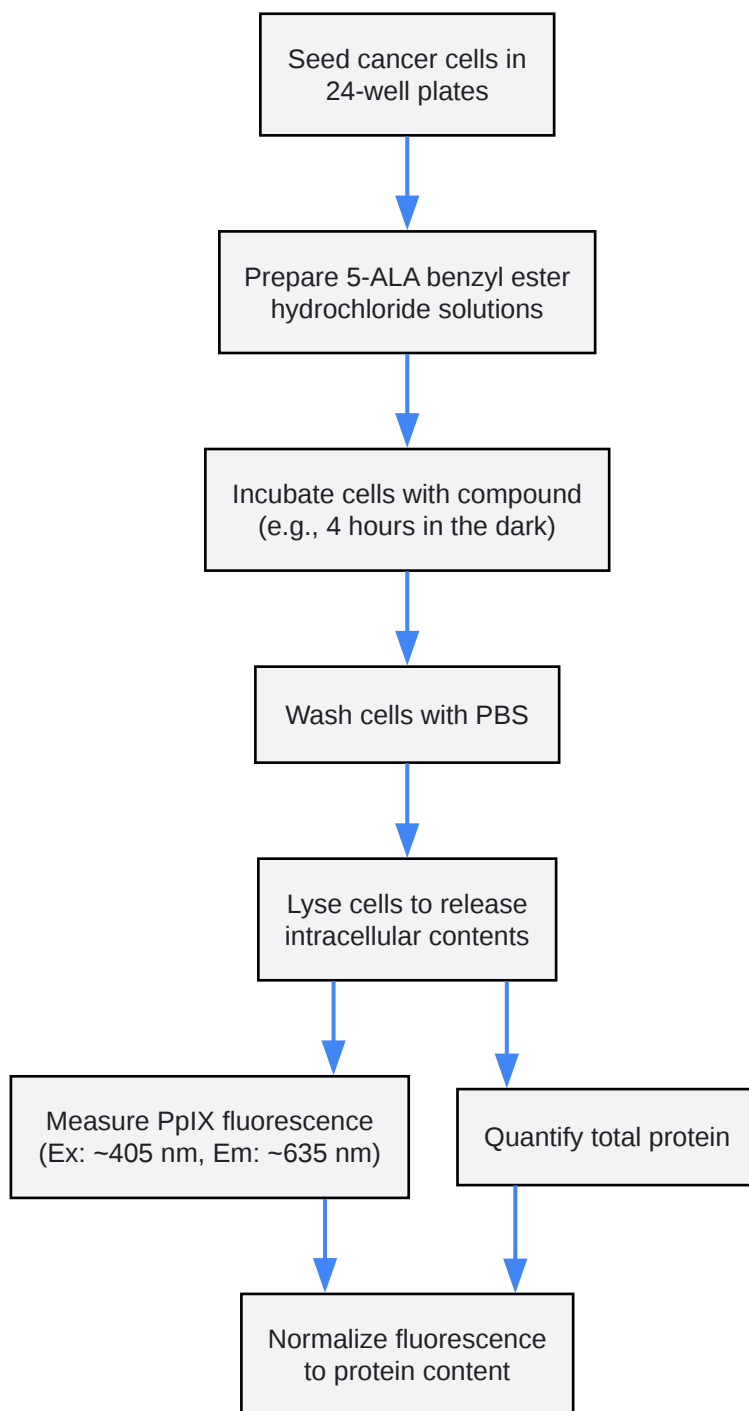 Seed cancer cells in
24-well plates
Prepare 5-ALA benzyl ester
hydrochloride solutions
Incubate cells with compound
(e.g., 4 hours in the dark)
Wash cells with PBS
Lyse cells to release
intracellular contents
Measure PpIX fluorescence
(Ex: ~405 nm, Em: ~635 nm)
Quantify total protein
Normalize fluorescence
to protein content